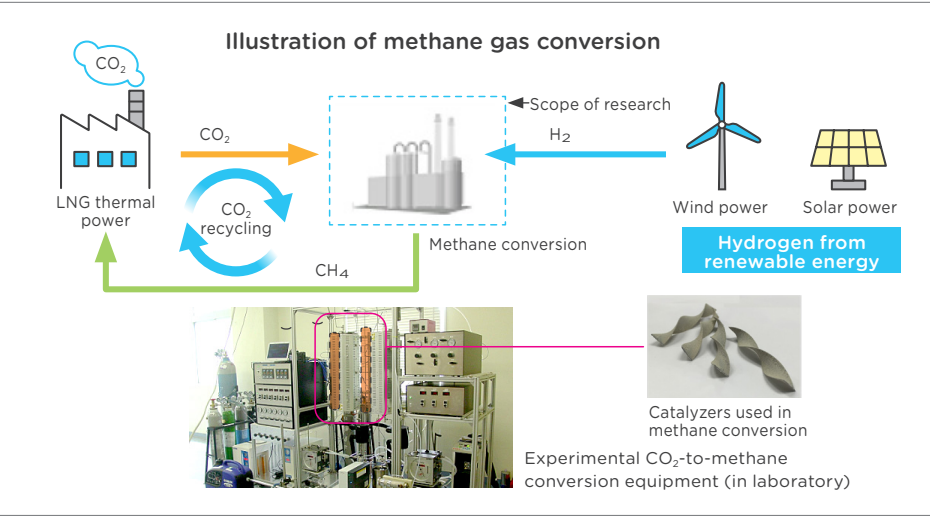 Illustration of methane gas conversion
CO₂
Scope of research
CO₂
H₂
LNG thermal
power
CO₂
recycling
Wind power
Solar power
Methane conversion
Hydrogen from
renewable energy
CH₄
Catalyzers used in
methane conversion
Experimental CO₂-to-methane
conversion equipment (in laboratory)